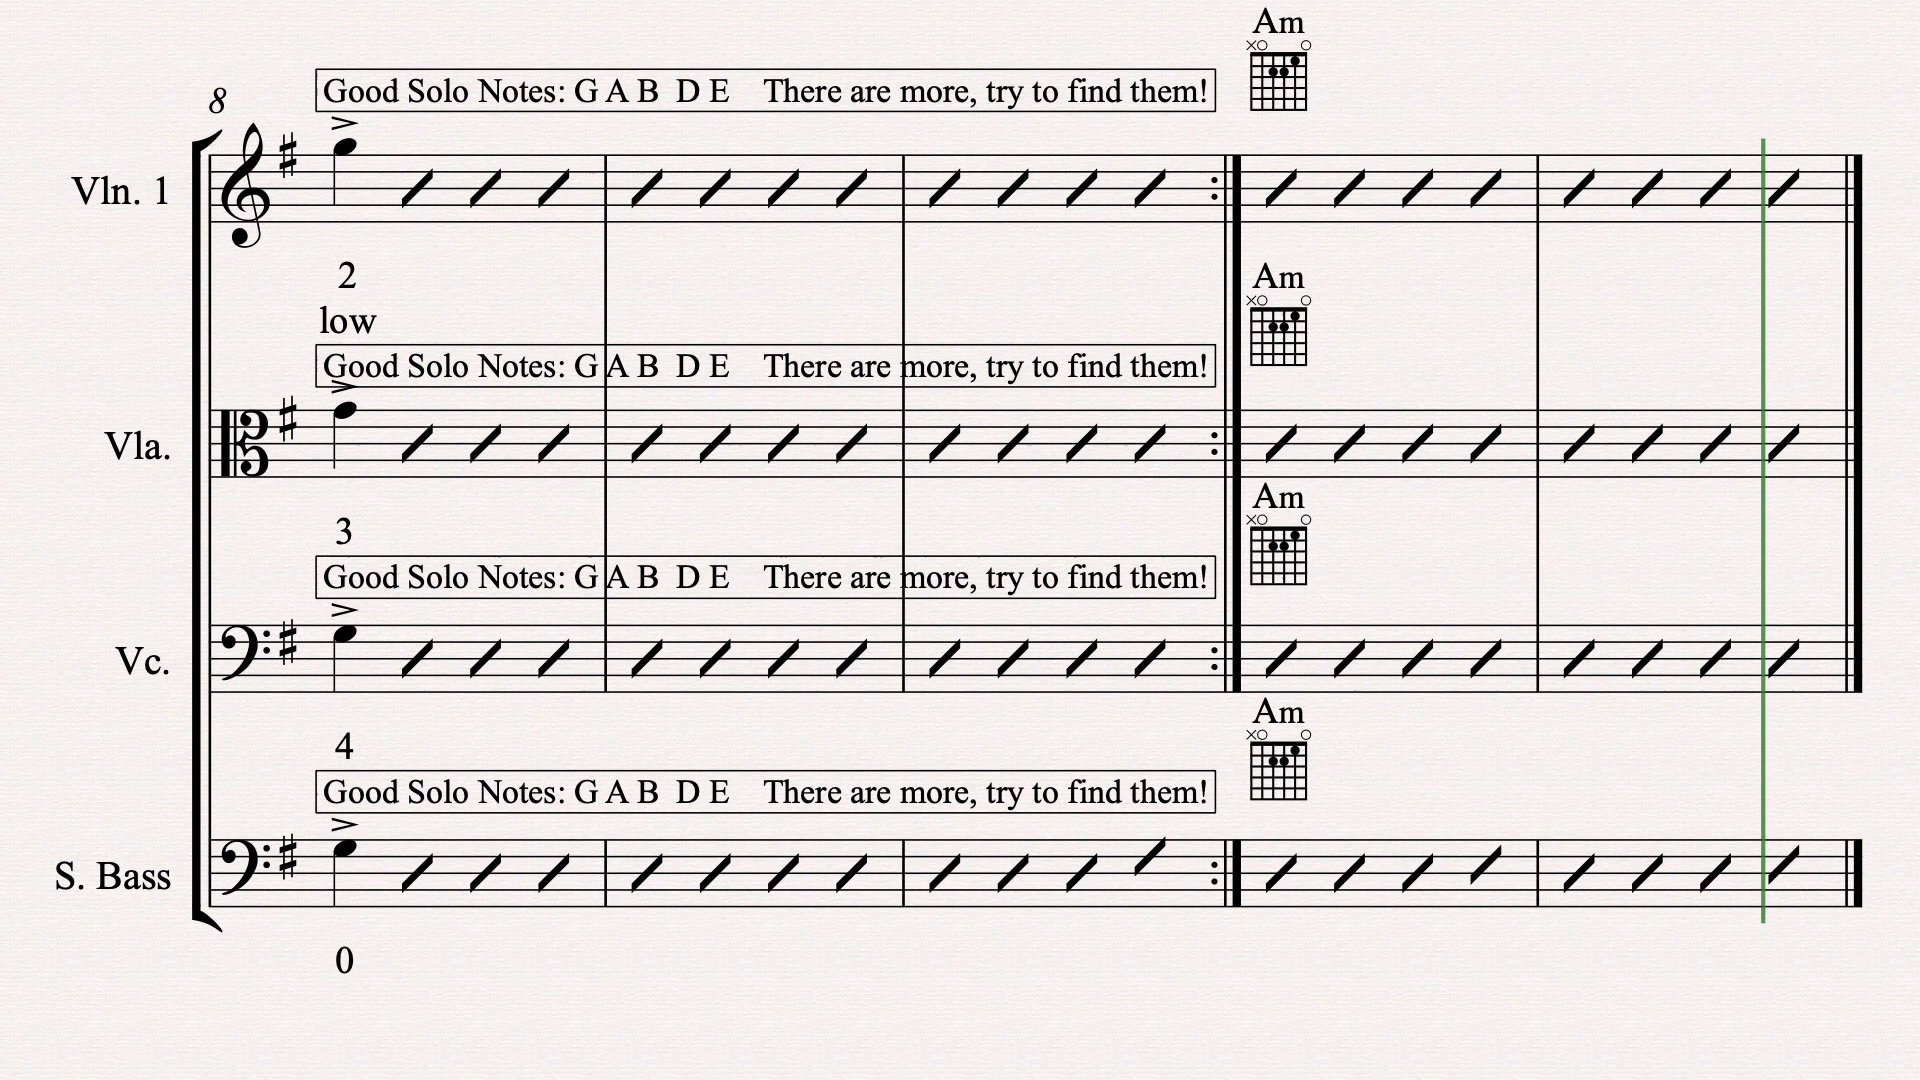 Am
8
Good Solo Notes: G A B  D E    There are more, try to find them!
Vln. 1
2
low
Am
Good Solo Notes: G A B  D E    There are more, try to find them!
Vla.
3
Am
Good Solo Notes: G A B  D E    There are more, try to find them!
Vc.
4
Am
Good Solo Notes: G A B  D E    There are more, try to find them!
S. Bass
0